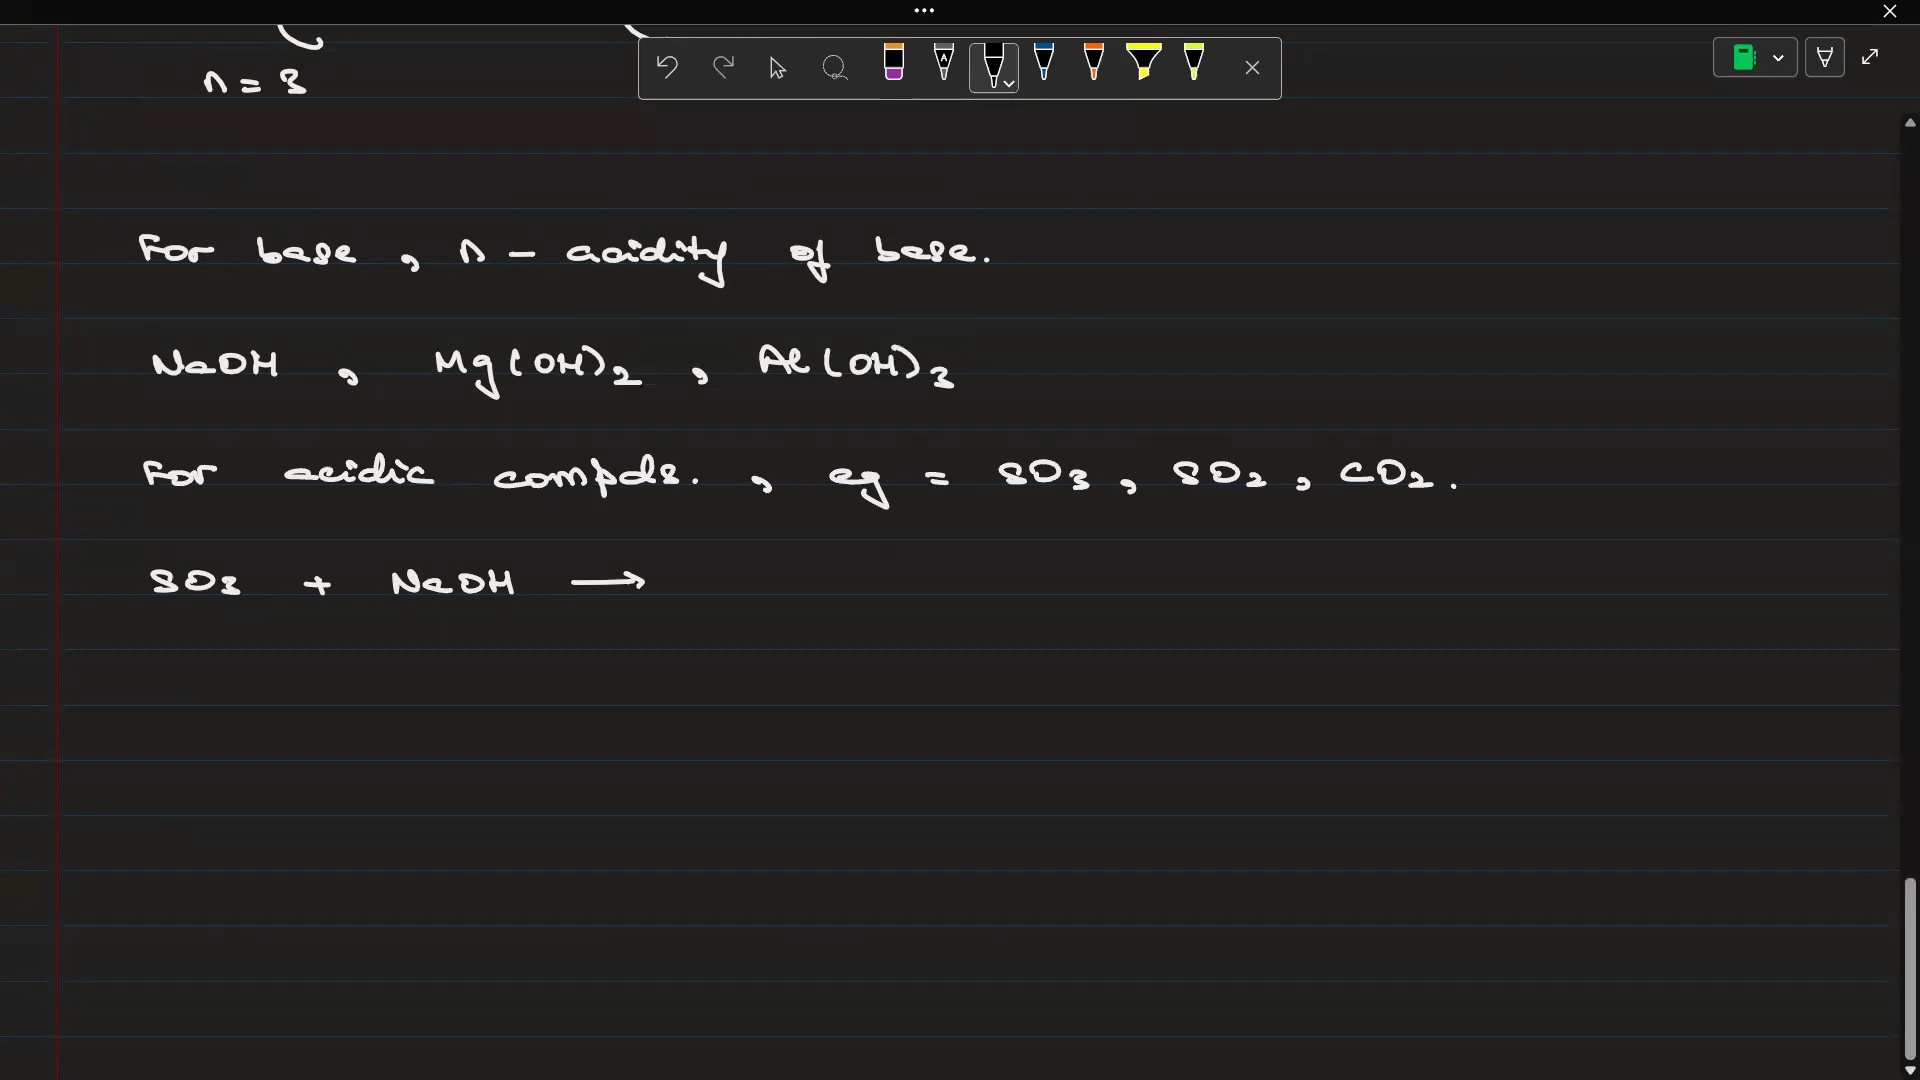 n = 3
For base, n - acidity of base.
NaOH, Mg(OH)2, Al(OH)3
For acidic compds., eg = SO3, SO2, CO2.
SO3 + NaOH →